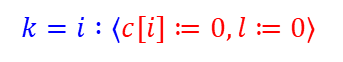 k = i : ⟨c[i] ≔ 0, l ≔ 0⟩